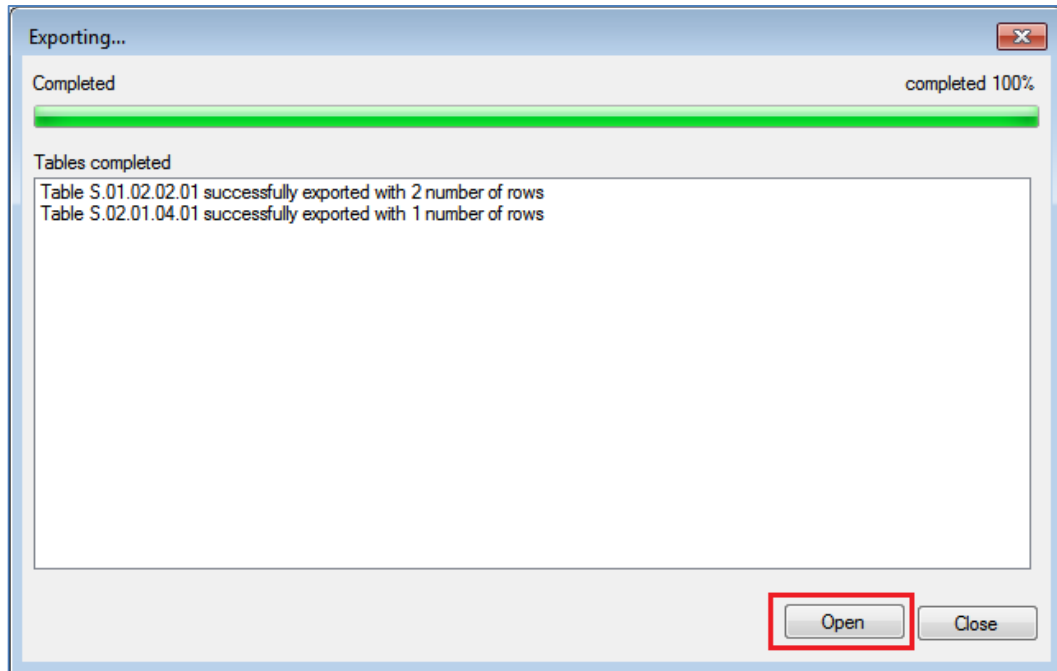 Exporting...
Completed completed 100%
Tables completed
Table S.01.02.02.01 successfully exported with 2 number of rows
Table S.02.01.04.01 successfully exported with 1 number of rows
Open Close